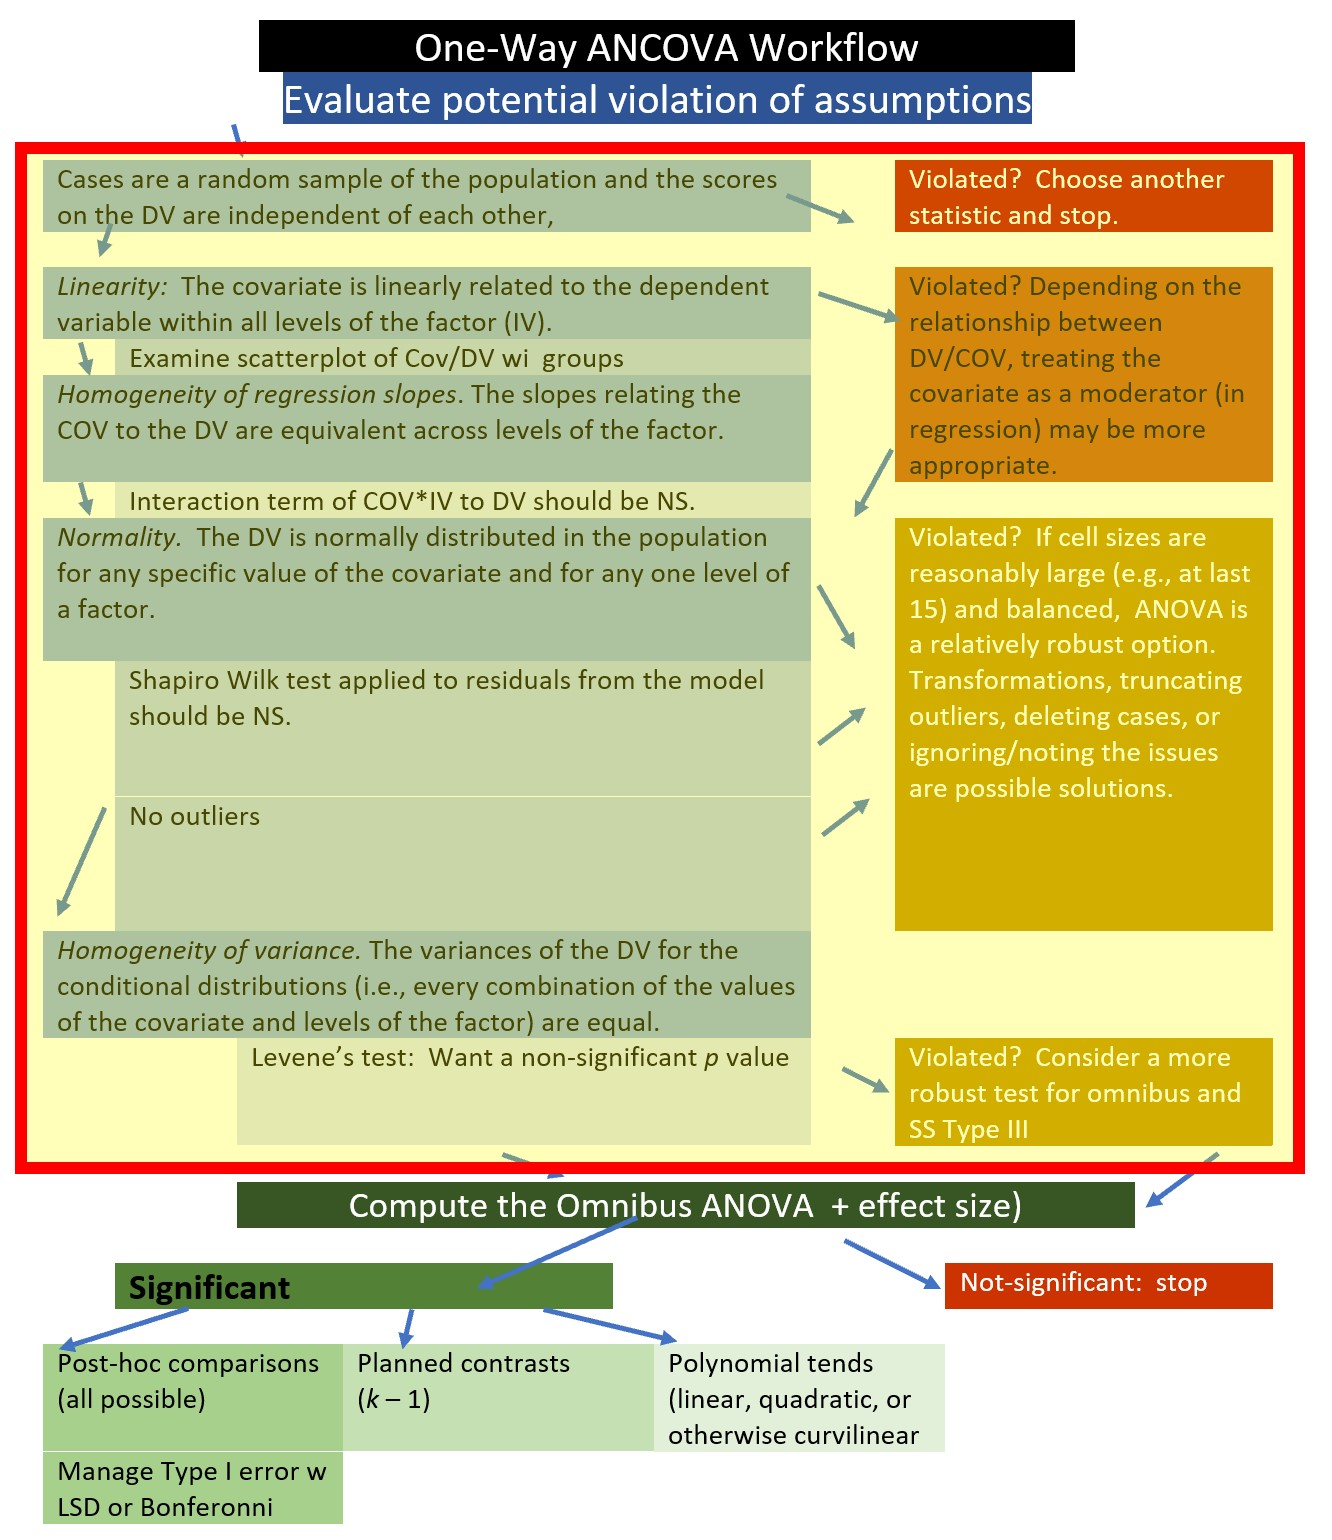 One-Way ANCOVA Workflow
Evaluate potential violation of assumptions
Cases are a random sample of the population and the scores
on the DV are independent of each other,
Violated?  Choose another
statistic and stop.
Linearity:  The covariate is linearly related to the dependent
variable within all levels of the factor (IV).
Examine scatterplot of Cov/DV wi  groups
Homogeneity of regression slopes. The slopes relating the
COV to the DV are equivalent across levels of the factor.
Violated? Depending on the
relationship between
DV/COV, treating the
covariate as a moderator (in
regression) may be more
appropriate.
Interaction term of COV*IV to DV should be NS.
Normality.  The DV is normally distributed in the population
for any specific value of the covariate and for any one level of
a factor.
Shapiro Wilk test applied to residuals from the model
should be NS.
No outliers
Violated?  If cell sizes are
reasonably large (e.g., at last
15) and balanced,  ANOVA is
a relatively robust option.
Transformations, truncating
outliers, deleting cases, or
ignoring/noting the issues
are possible solutions.
Homogeneity of variance. The variances of the DV for the
conditional distributions (i.e., every combination of the values
of the covariate and levels of the factor) are equal.
Levene’s test:  Want a non-significant p value
Violated?  Consider a more
robust test for omnibus and
SS Type III
Compute the Omnibus ANOVA  + effect size)
Significant
Not-significant:  stop
Post-hoc comparisons
(all possible)
Planned contrasts
(k – 1)
Polynomial tends
(linear, quadratic, or
otherwise curvilinear
Manage Type I error w
LSD or Bonferonni